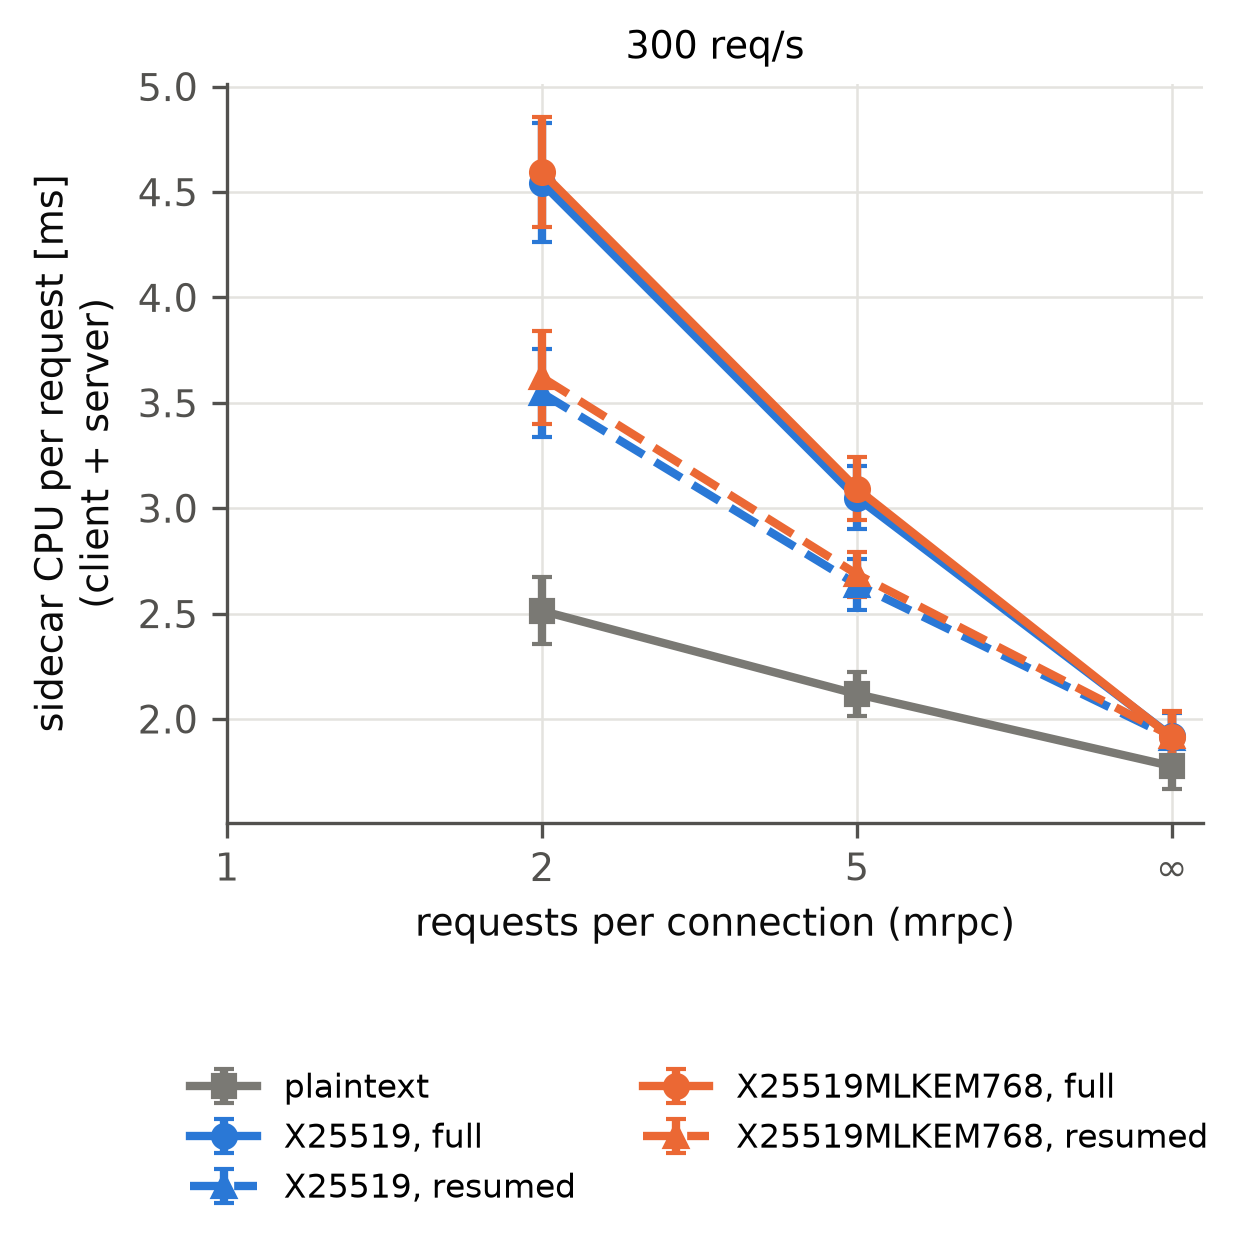 300 req/s
sidecar CPU per request [ms]
(client + server)
5.0
4.5
4.0
3.5
3.0
2.5
2.0
1 2 5 ∞
requests per connection (mrpc)
plaintext
X25519, full
X25519, resumed
X25519MLKEM768, full
X25519MLKEM768, resumed